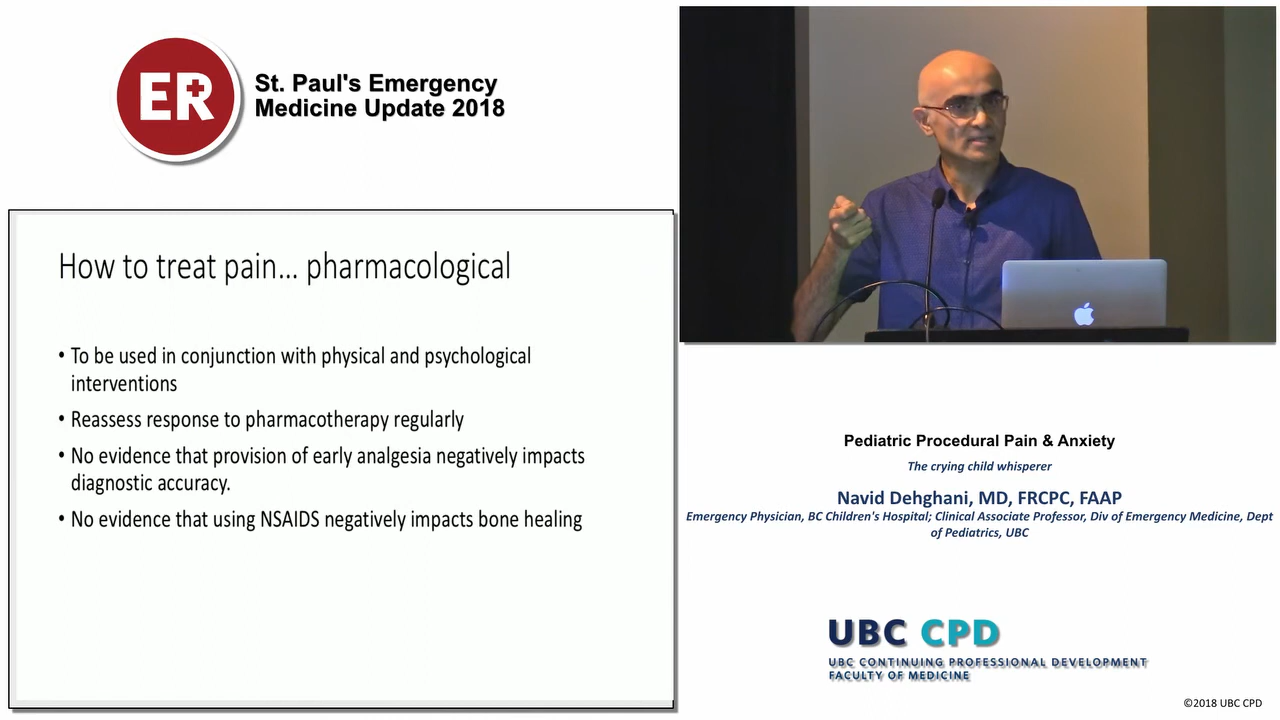 ER
St. Paul's Emergency
Medicine Update 2018
How to treat pain... pharmacological
• To be used in conjunction with physical and psychological
interventions
• Reassess response to pharmacotherapy regularly
• No evidence that provision of early analgesia negatively impacts
diagnostic accuracy.
• No evidence that using NSAIDS negatively impacts bone healing
Pediatric Procedural Pain & Anxiety
The crying child whisperer
Navid Dehghani, MD, FRCPC, FAAP
Emergency Physician, BC Children's Hospital; Clinical Associate Professor, Div of Emergency Medicine, Dept
of Pediatrics, UBC
UBC CPD
UBC CONTINUING PROFESSIONAL DEVELOPMENT
FACULTY OF MEDICINE
©2018 UBC CPD